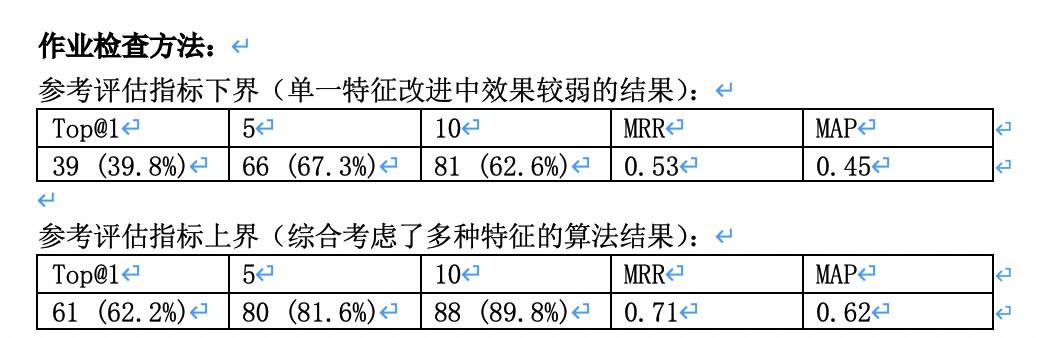 作业检查方法：
参考评估指标下界（单一特征改进中效果较弱的结果）：
Top@1 5 10 MRR MAP
39 (39.8%) 66 (67.3%) 81 (62.6%) 0.53 0.45
参考评估指标上界（综合考虑了多种特征的算法结果）：
Top@1 5 10 MRR MAP
61 (62.2%) 80 (81.6%) 88 (89.8%) 0.71 0.62